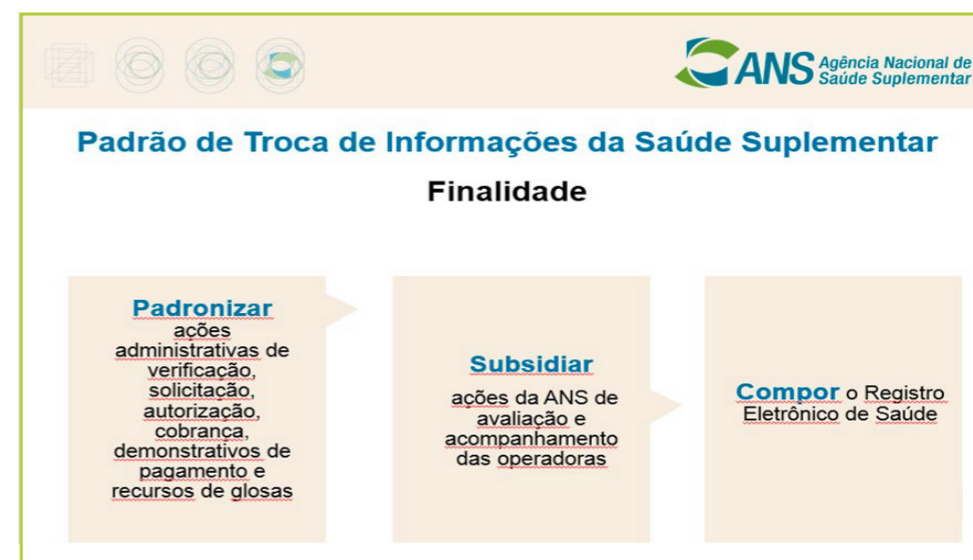 ANS Agência Nacional de
Saúde Suplementar
Padrão de Troca de Informações da Saúde Suplementar
Finalidade
Padronizar
ações
administrativas de
verificação,
solicitação,
autorização,
cobrança,
demonstrativos de
pagamento e
recursos de glosas
Subsidiar
ações da ANS de
avaliação e
acompanhamento
das operadoras
Compor o Registro
Eletrônico de Saúde